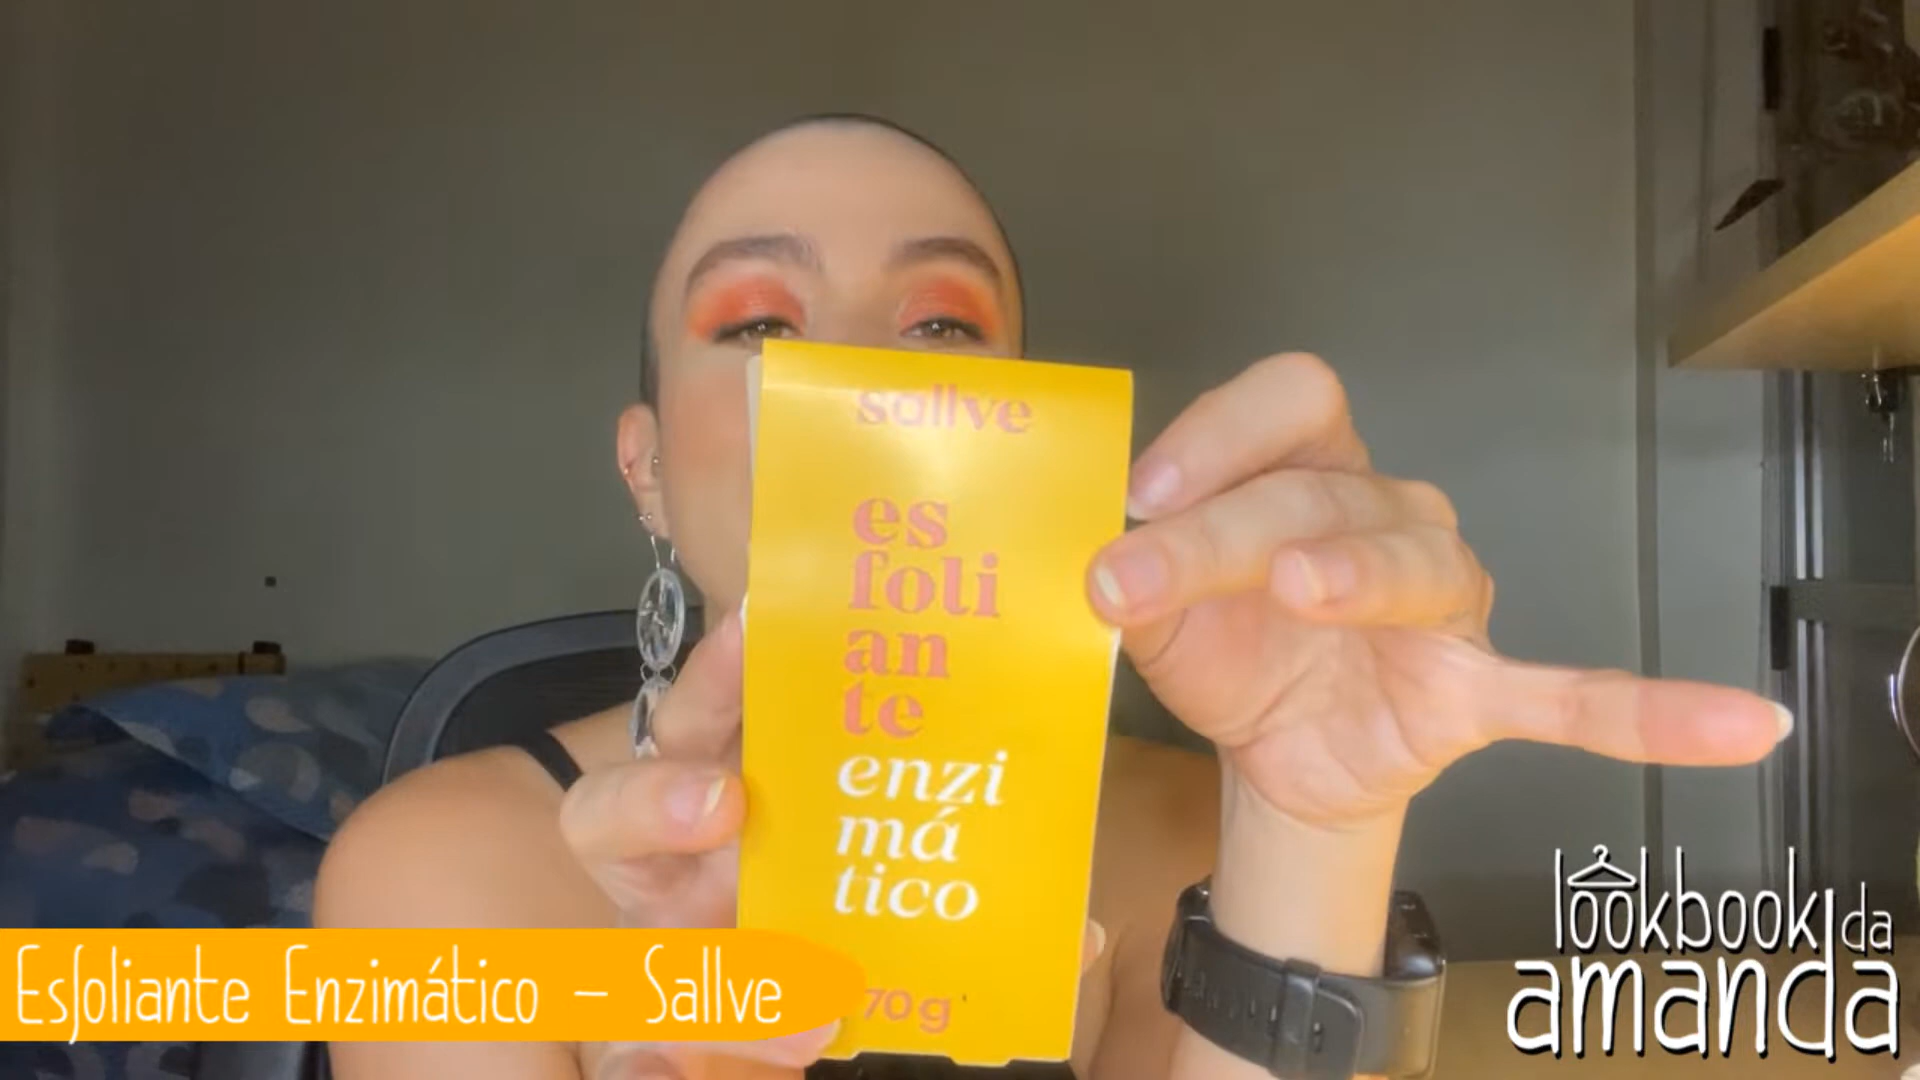 sallve
es
foli
an
te
enzi
má
tico
70g
Esfoliante Enzimático – Sallve
lookbook da
amanda